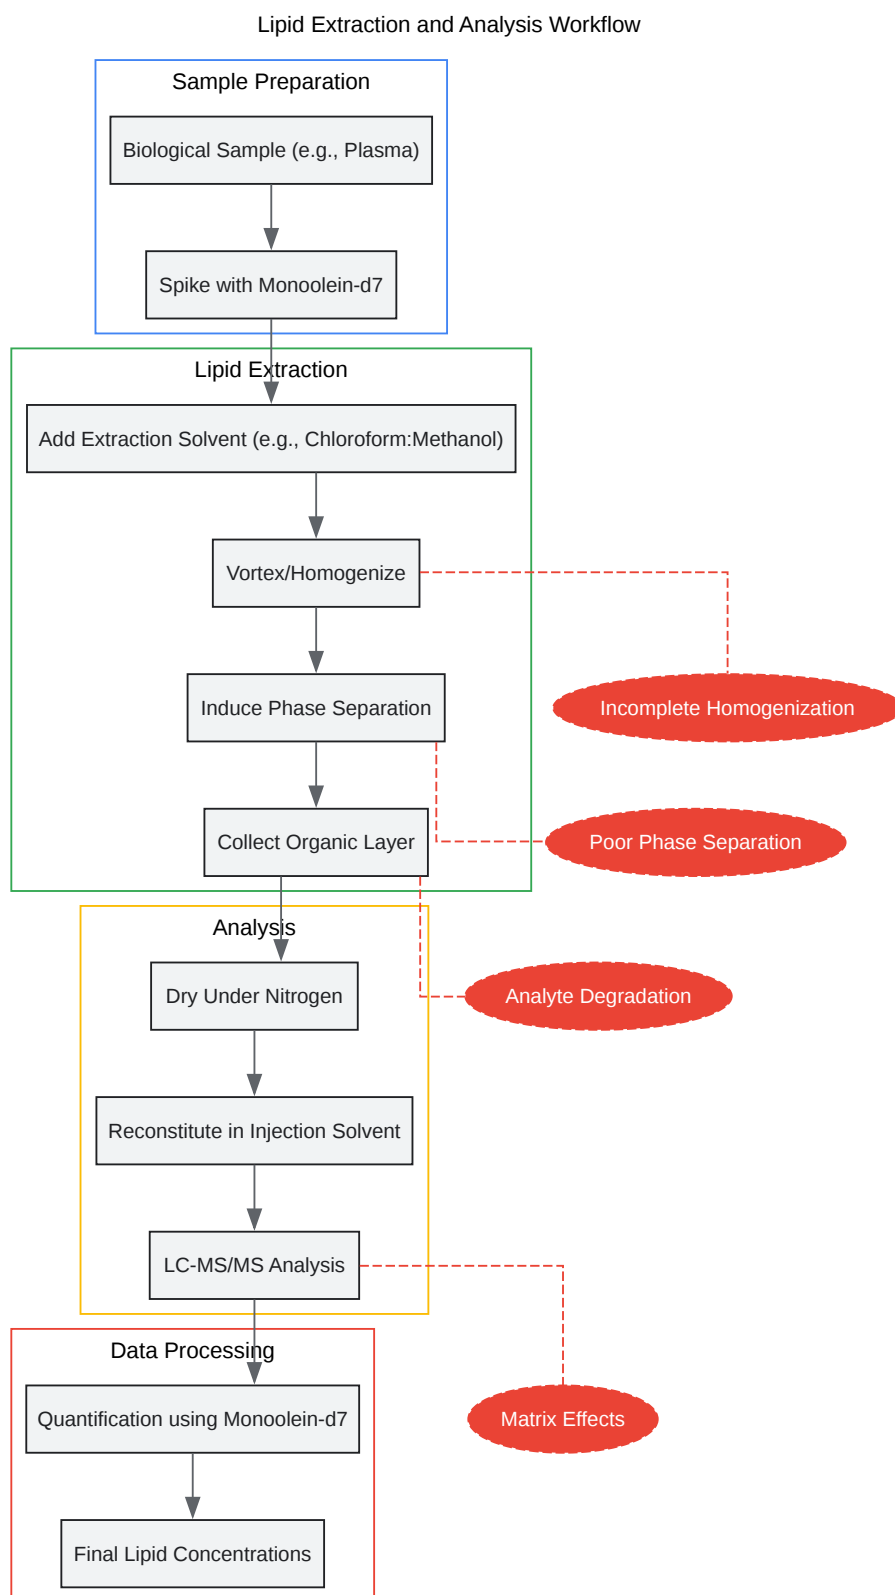 Lipid Extraction and Analysis Workflow
Sample Preparation
Biological Sample (e.g., Plasma)
Spike with Monoolein-d7
Lipid Extraction
Add Extraction Solvent (e.g., Chloroform:Methanol)
Vortex/Homogenize
Induce Phase Separation
Incomplete Homogenization
Collect Organic Layer
Poor Phase Separation
Analysis
Dry Under Nitrogen
Analyte Degradation
Reconstitute in Injection Solvent
LC-MS/MS Analysis
Data Processing
Quantification using Monoolein-d7
Matrix Effects
Final Lipid Concentrations